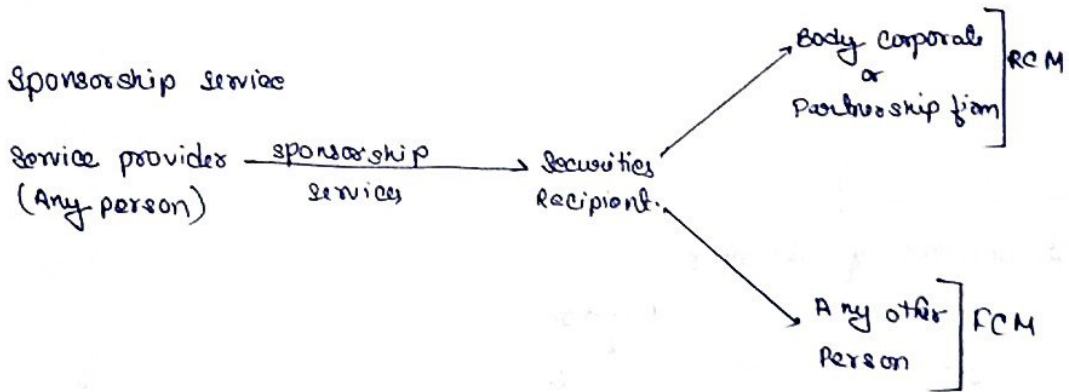 Sponsorship service
Service provider
(Any person)
sponsorship
services
Securities
Recipient.
Body corporate
or
Partnership firm
RCM
Any other
Person
FCM